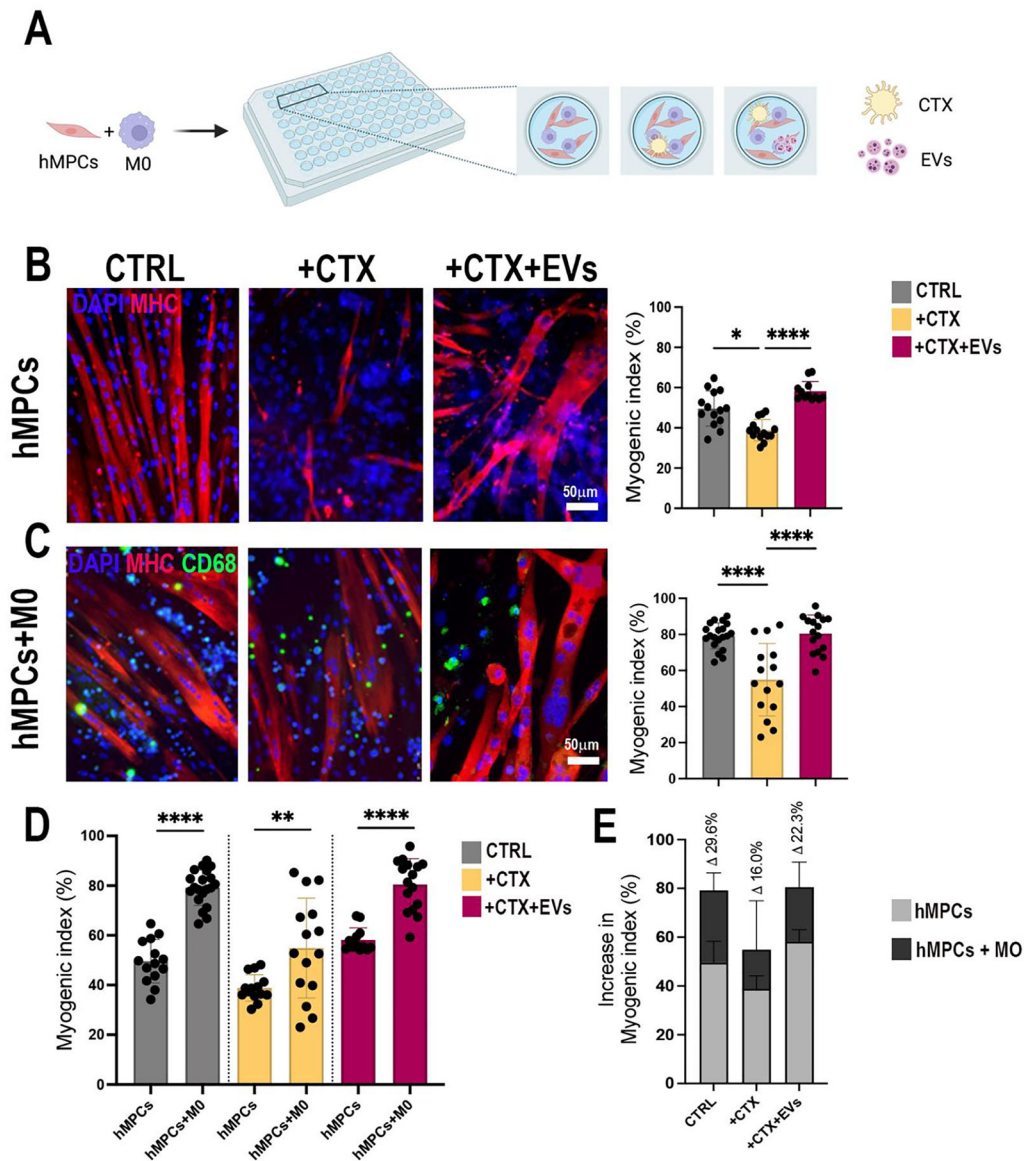 A
hMPCs
+
M0
CTX
EVs
B
CTRL
+CTX
+CTX+EVs
hMPCs
DAPI MHC
50μm
Myogenic index (%)
100
80
60
40
20
0
*
****
CTRL
+CTX
+CTX+EVs
C
hMPCs+M0
DAPI MHC CD68
50μm
Myogenic index (%)
100
80
60
40
20
0
****
****
D
Myogenic index (%)
100
80
60
40
20
0
****
**
****
hMPCs
hMPCs+M0
hMPCs
hMPCs+M0
hMPCs
hMPCs+M0
CTRL
+CTX
+CTX+EVs
E
Increase in
Myogenic index (%)
100
80
60
40
20
0
Δ 29.6%
Δ 16.0%
Δ 22.3%
CTRL
+CTX
+CTX+EVs
hMPCs
hMPCs + MO